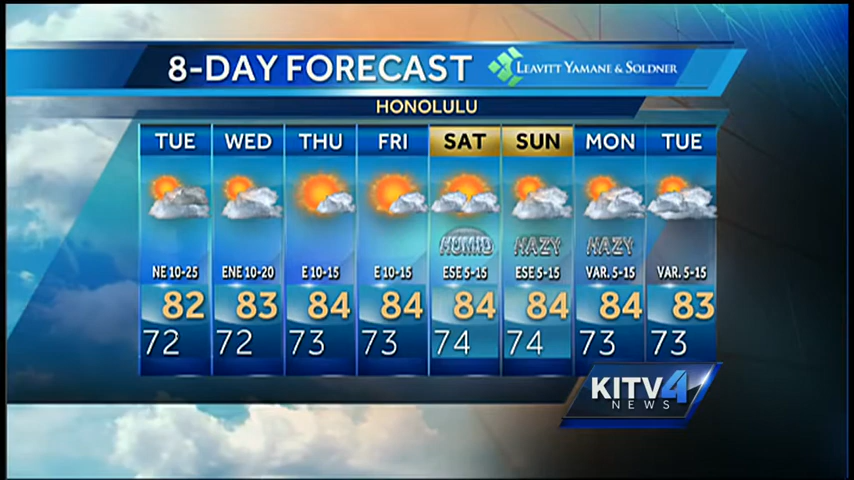 8-DAY FORECAST LEAVITT YAMANE & SOLDNER
HONOLULU
TUE WED THU FRI SAT SUN MON TUE
HUMID HAZY HAZY
NE 10-25 ENE 10-20 E 10-15 E 10-15 ESE 5-15 ESE 5-15 VAR. 5-15 VAR. 5-15
82 83 84 84 84 84 84 83
72 72 73 73 74 74 73 73
KITV4
NEWS